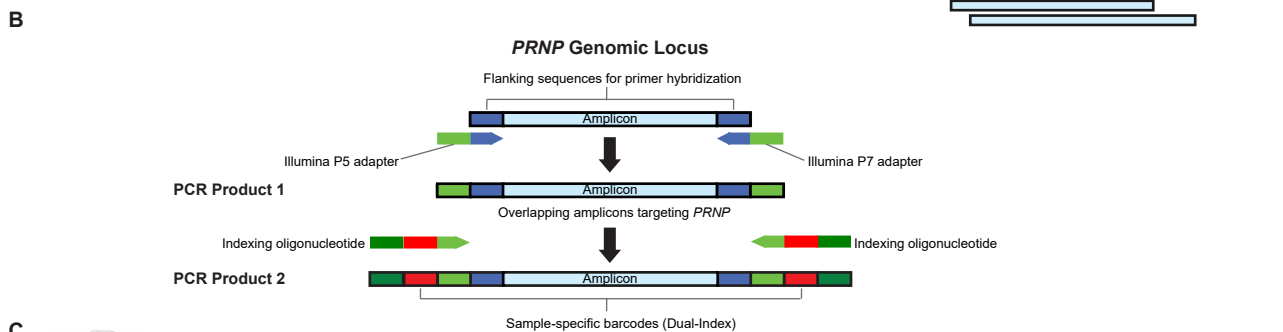 B
PRNP Genomic Locus
Flanking sequences for primer hybridization
Amplicon
Illumina P5 adapter
Illumina P7 adapter
PCR Product 1
Amplicon
Overlapping amplicons targeting PRNP
Indexing oligonucleotide
Indexing oligonucleotide
PCR Product 2
Amplicon
Sample-specific barcodes (Dual-Index)
C